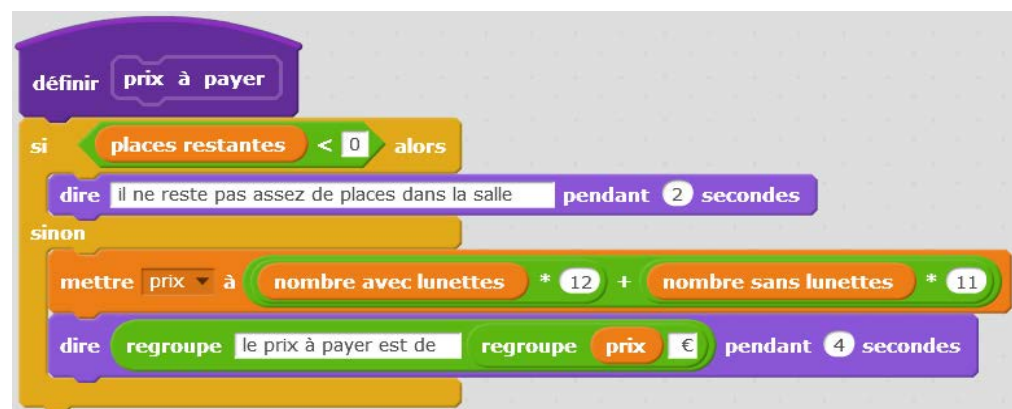 définir prix à payer
si places restantes < 0 alors
dire il ne reste pas assez de places dans la salle pendant 2 secondes
sinon
mettre prix à nombre avec lunettes * 12 + nombre sans lunettes * 11
dire regroupe le prix à payer est de regroupe prix € pendant 4 secondes